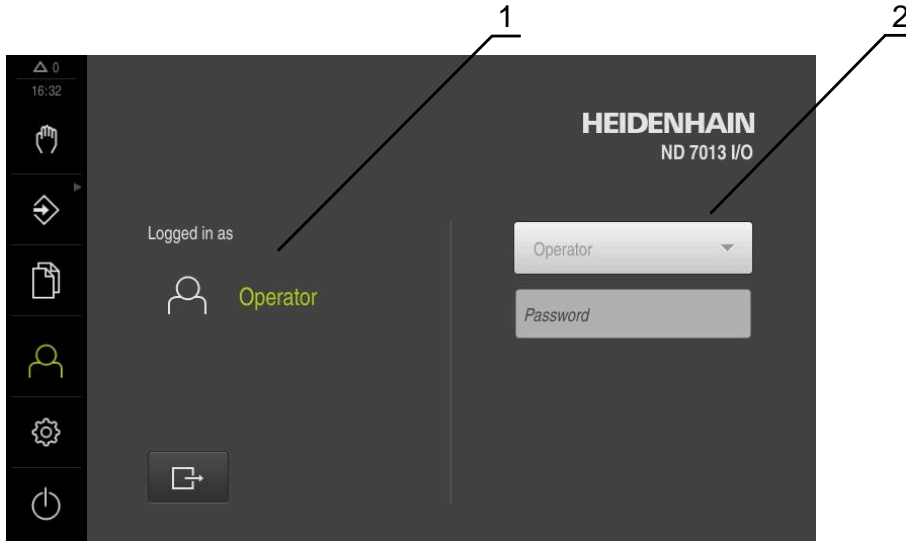 1
2
0
16:32
HEIDENHAIN
ND 7013 I/O
Logged in as
Operator
Operator
Password